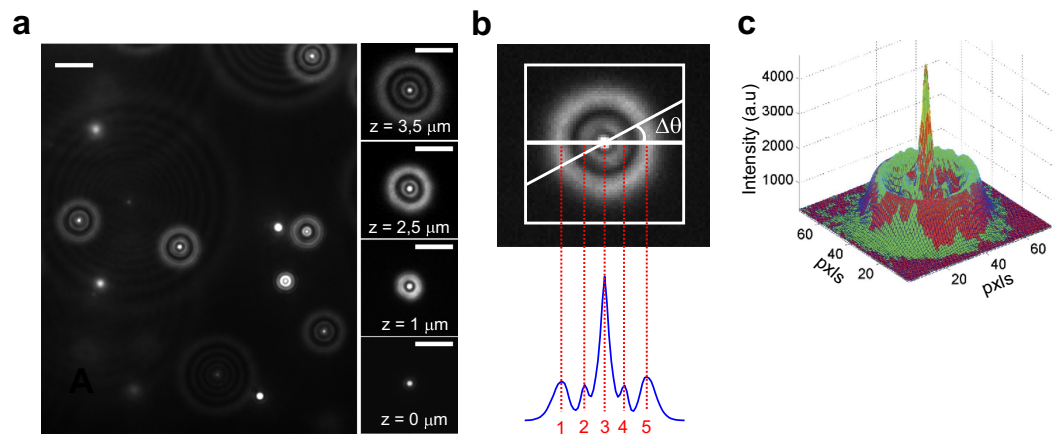 a
z = 3,5 μm
z = 2,5 μm
z = 1 μm
z = 0 μm
A
b
Δθ
1 2 3 4 5
c
Intensity (a.u)
4000
3000
2000
1000
60
40
20
pxls
20
40
60
pxls